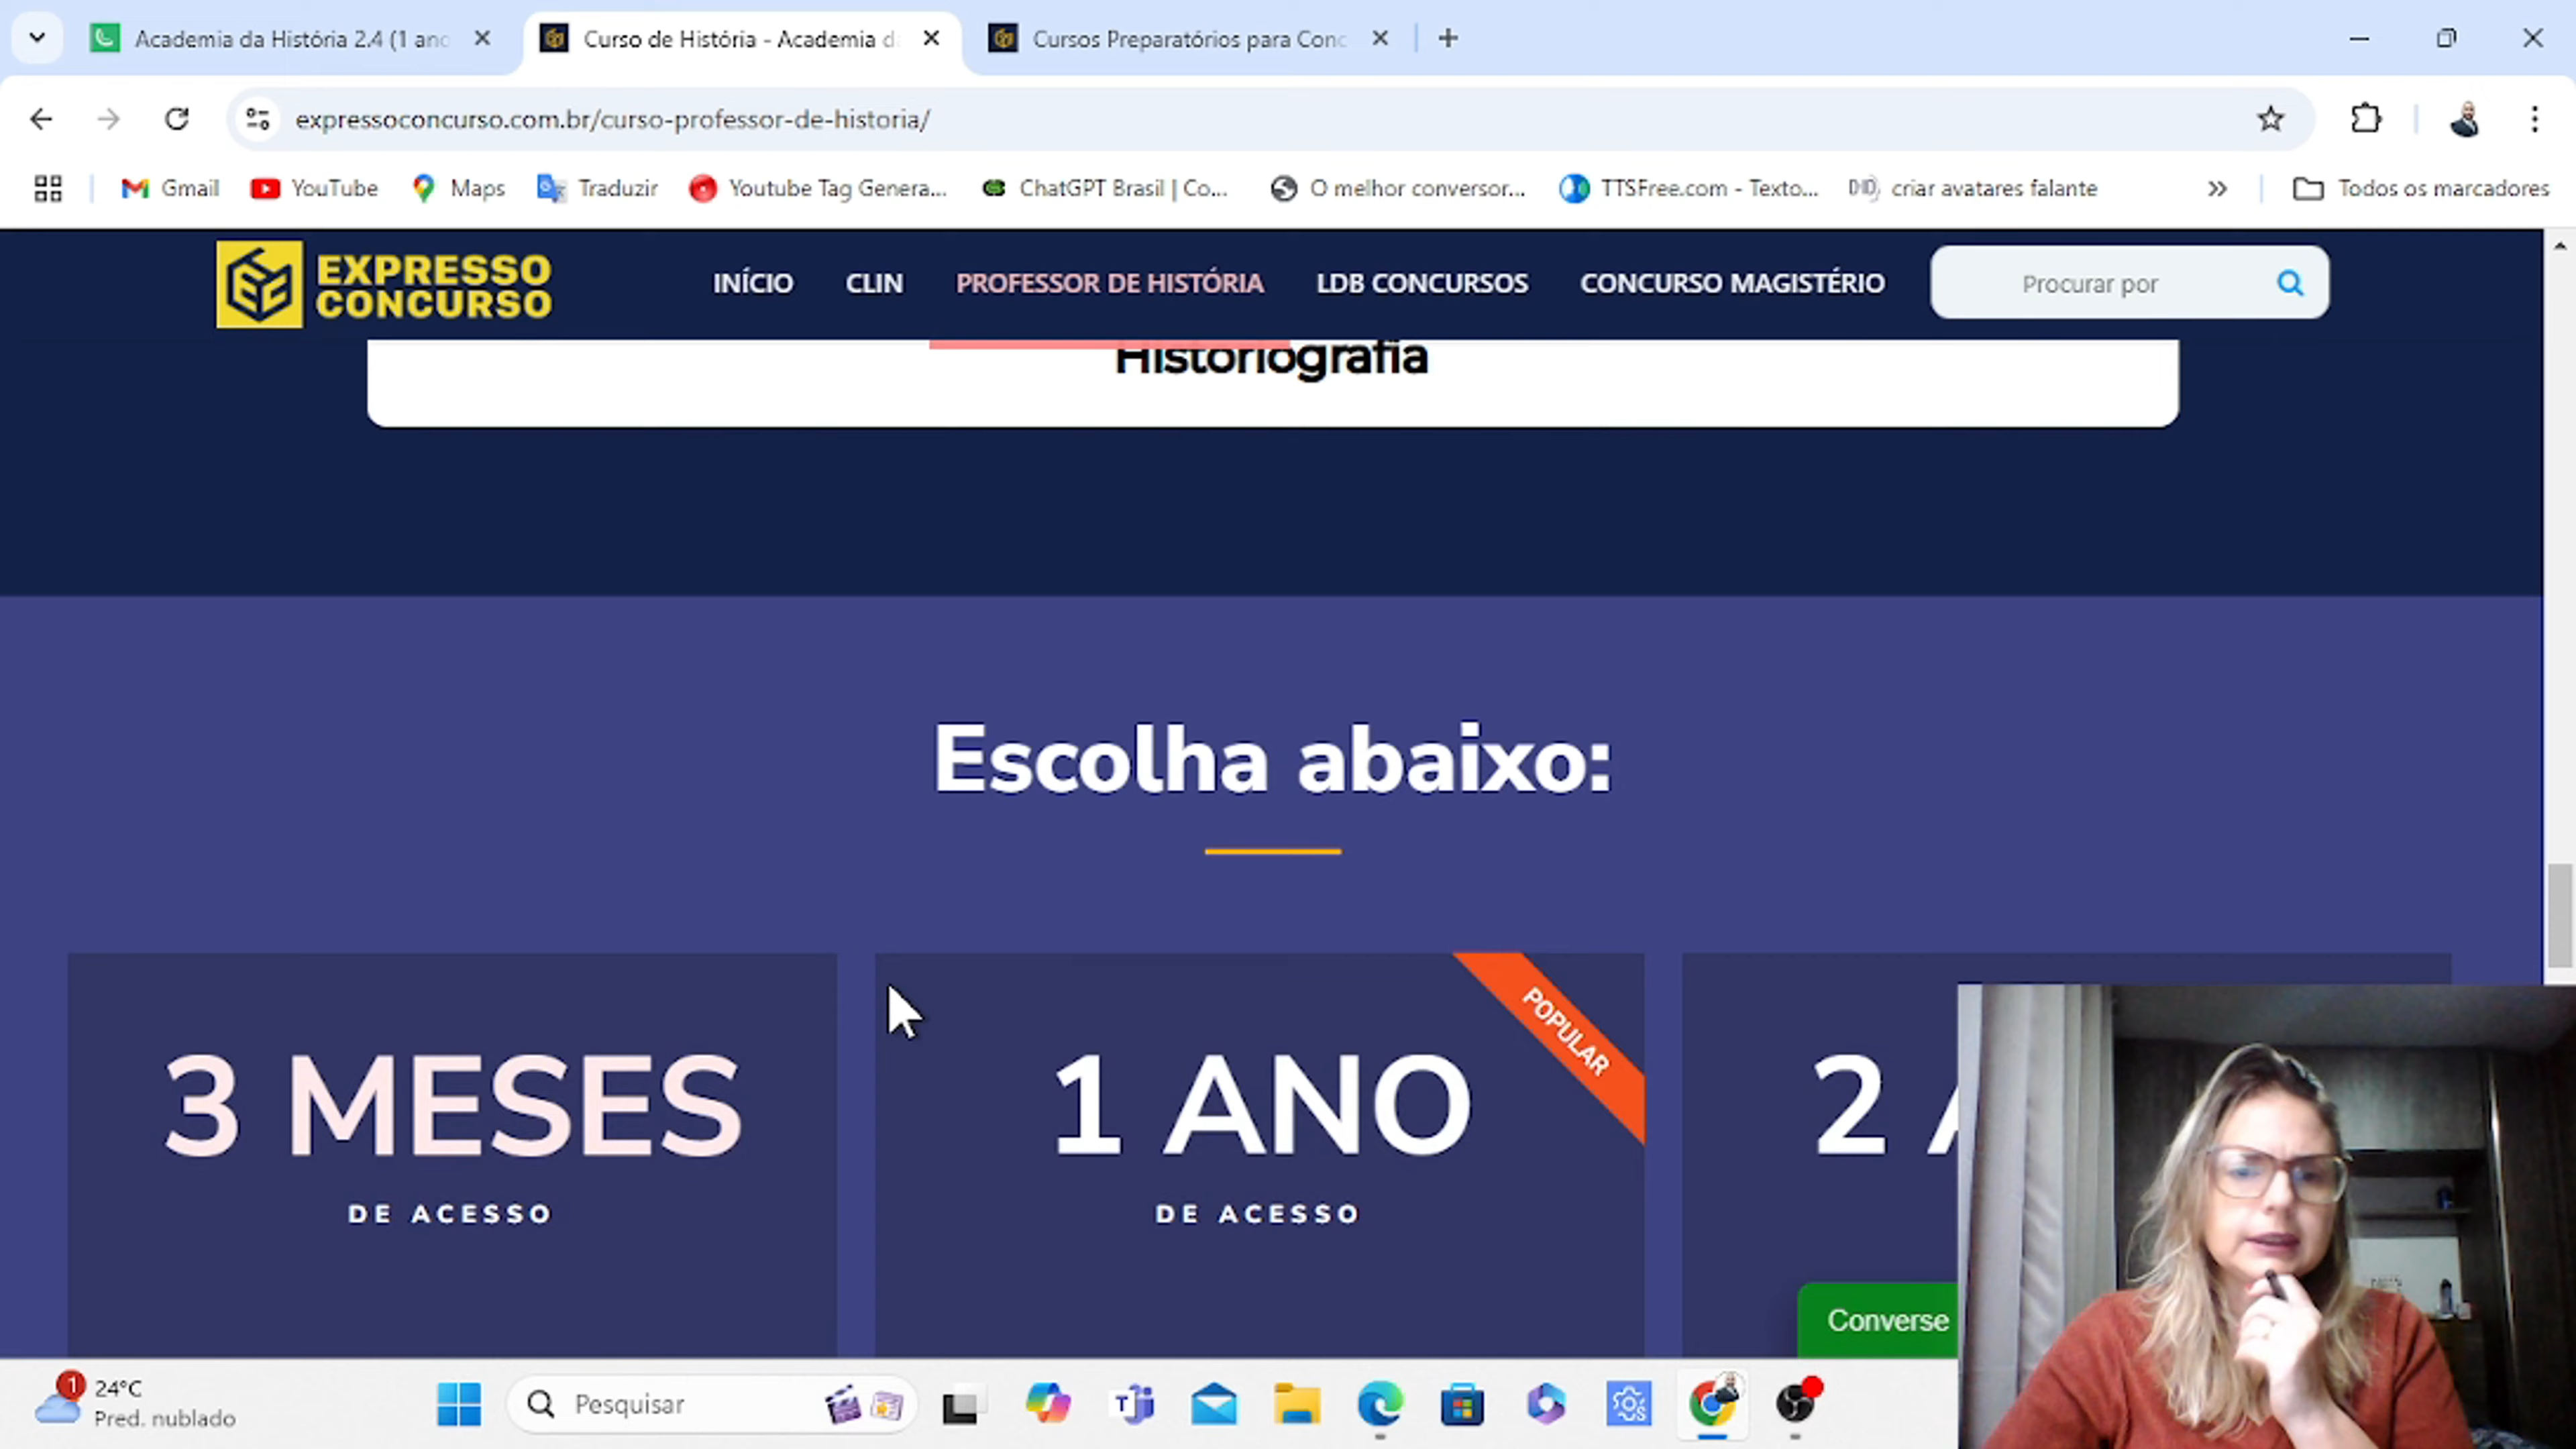 Academia da História 2.4 (1 ano
Curso de História - Academia d
Cursos Preparatórios para Conc
expressoconcurso.com.br/curso-professor-de-historia/
Gmail
YouTube
Maps
Traduzir
Youtube Tag Genera...
ChatGPT Brasil | Co...
O melhor conversor...
TTSFree.com - Texto...
criar avatares falante
Todos os marcadores
EXPRESSO
CONCURSO
INÍCIO
CLIN
PROFESSOR DE HISTÓRIA
LDB CONCURSOS
CONCURSO MAGISTÉRIO
Procurar por
Historiografia
Escolha abaixo:
3 MESES
DE ACESSO
POPULAR
1 ANO
DE ACESSO
2 A
Converse
1
24°C
Pred. nublado
Pesquisar